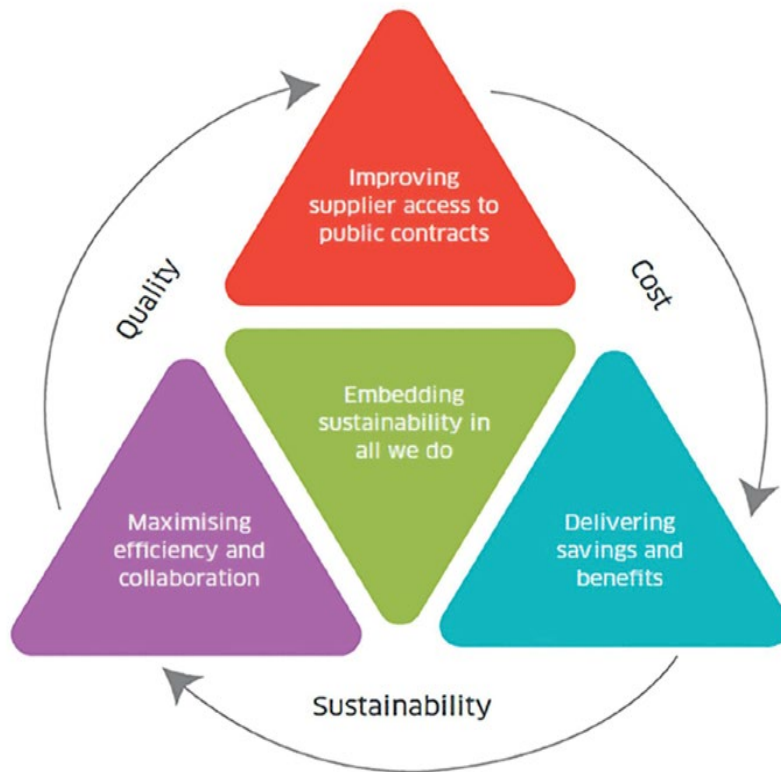 Improving
supplier access to
public contracts
Quality
Cost
Embedding
sustainability in
all we do
Maximising
efficiency and
collaboration
Delivering
savings and
benefits
Sustainability